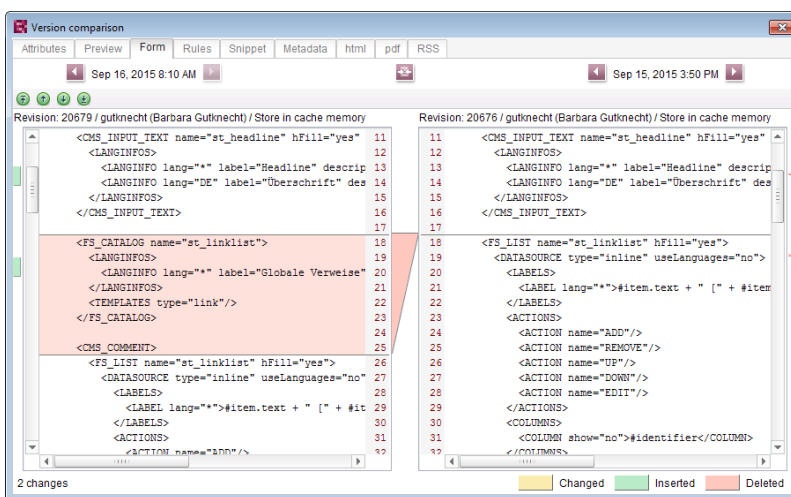 Version comparison
Attributes Preview Form Rules Snippet Metadata html pdf RSS
Sep 16, 2015 8:10 AM
Sep 15, 2015 3:50 PM
Revision: 20679 / gutknecht (Barbara Gutknecht) / Store in cache memory
<CMS_INPUT_TEXT name="st_headline" hFill="yes" 11
<LANGINFOS> 12
<LANGINFO lang="*" label="Headline" descrip 13
<LANGINFO lang="DE" label="Überschrift" des 14
</LANGINFOS> 15
</CMS_INPUT_TEXT> 16
17
<FS_CATALOG name="st_linklist"> 18
<LANGINFOS> 19
<LANGINFO lang="*" label="Globale Verweise" 20
</LANGINFOS> 21
<TEMPLATES type="link"/> 22
</FS_CATALOG> 23
24
<CMS_COMMENT> 25
<FS_LIST name="st_linklist" hFill="yes"> 26
<DATASOURCE type="inline" useLanguages="no" 27
<LABELS> 28
<LABEL lang="*">#item.text + " [" + #it 29
</LABELS> 30
<ACTIONS> 31
<ACTION name="ADD"/> 32
Revision: 20676 / gutknecht (Barbara Gutknecht) / Store in cache memory
11 <CMS_INPUT_TEXT name="st_headline" hFill="yes"
12 <LANGINFOS>
13 <LANGINFO lang="*" label="Headline" descrip
14 <LANGINFO lang="DE" label="Überschrift" des
15 </LANGINFOS>
16 </CMS_INPUT_TEXT>
17
18 <FS_LIST name="st_linklist" hFill="yes">
19 <DATASOURCE type="inline" useLanguages="no">
20 <LABELS>
21 <LABEL lang="*">#item.text + " [" + #item
22 </LABELS>
23 <ACTIONS>
24 <ACTION name="ADD"/>
25 <ACTION name="REMOVE"/>
26 <ACTION name="UP"/>
27 <ACTION name="DOWN"/>
28 <ACTION name="EDIT"/>
29 </ACTIONS>
30 <COLUMNS>
31 <COLUMN show="no">#identifier</COLUMN>
32 </COLUMNS>
2 changes
Changed Inserted Deleted